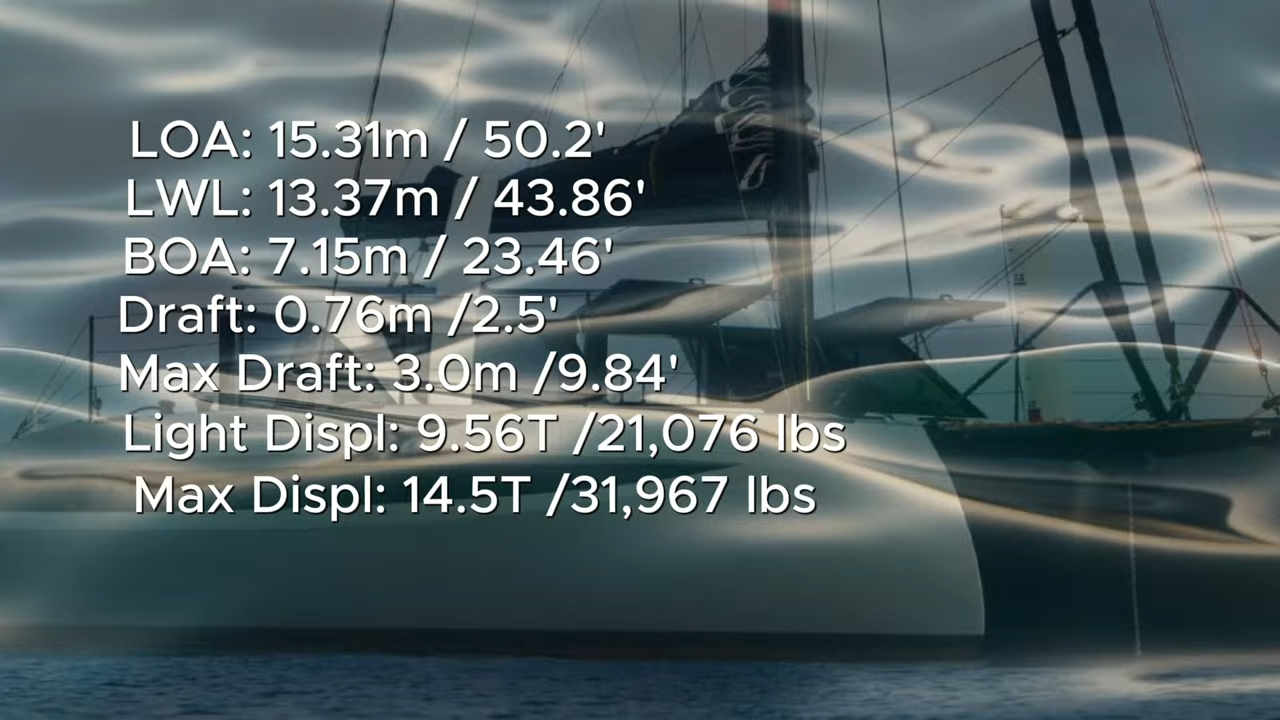 LOA: 15.31m / 50.2'
LWL: 13.37m / 43.86'
BOA: 7.15m / 23.46'
Draft: 0.76m /2.5'
Max Draft: 3.0m /9.84'
Light Displ: 9.56T /21,076 lbs
Max Displ: 14.5T /31,967 lbs